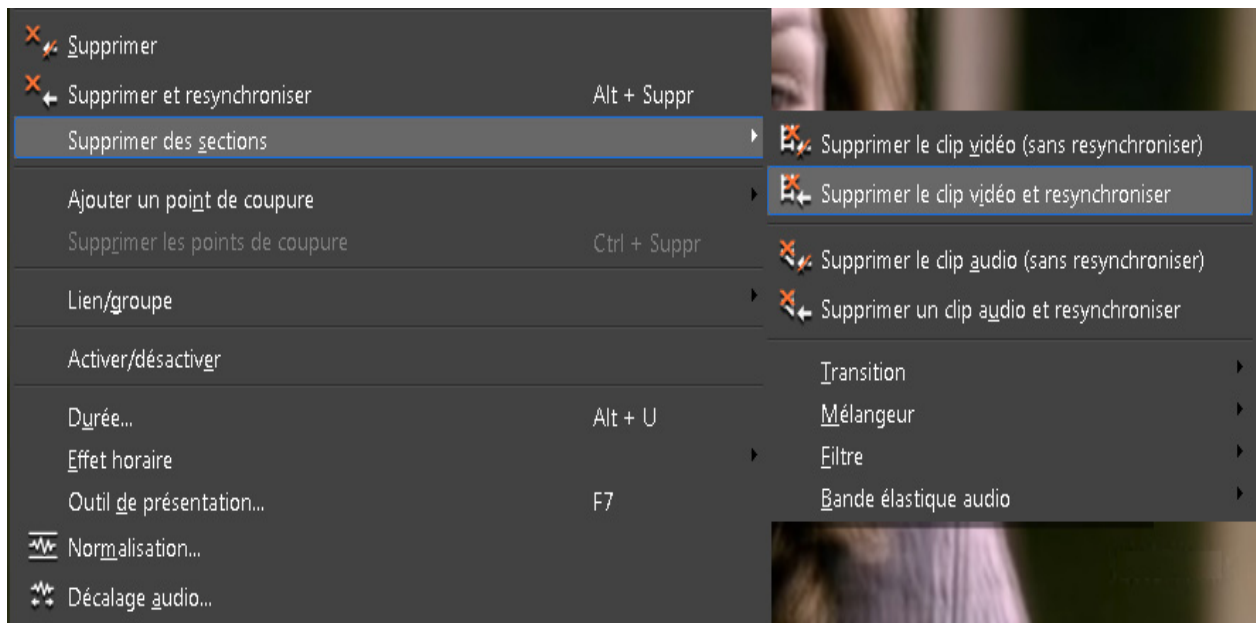 Supprimer
Supprimer et resynchroniser Alt + Suppr
Supprimer des sections
Ajouter un point de coupure
Supprimer les points de coupure Ctrl + Suppr
Lien/groupe
Activer/désactiver
Durée... Alt + U
Effet horaire
Outil de présentation... F7
Normalisation...
Décalage audio...
Supprimer le clip vidéo (sans resynchroniser)
Supprimer le clip vidéo et resynchroniser
Supprimer le clip audio (sans resynchroniser)
Supprimer un clip audio et resynchroniser
Transition
Mélangeur
Filtre
Bande élastique audio